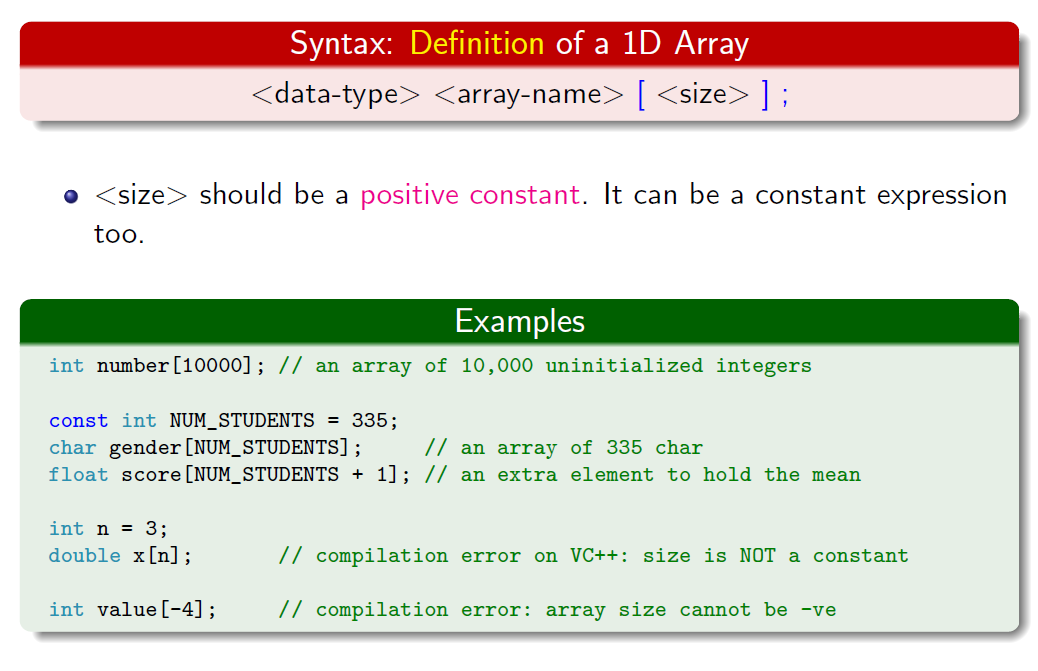 Syntax: Definition of a 1D Array
<data-type> <array-name> [ <size> ] ;
<size> should be a positive constant. It can be a constant expression
too.
Examples
int number[10000]; // an array of 10,000 uninitialized integers
const int NUM_STUDENTS = 335;
char gender[NUM_STUDENTS];     // an array of 335 char
float score[NUM_STUDENTS + 1]; // an extra element to hold the mean
int n = 3;
double x[n];       // compilation error on VC++: size is NOT a constant
int value[-4];     // compilation error: array size cannot be -ve